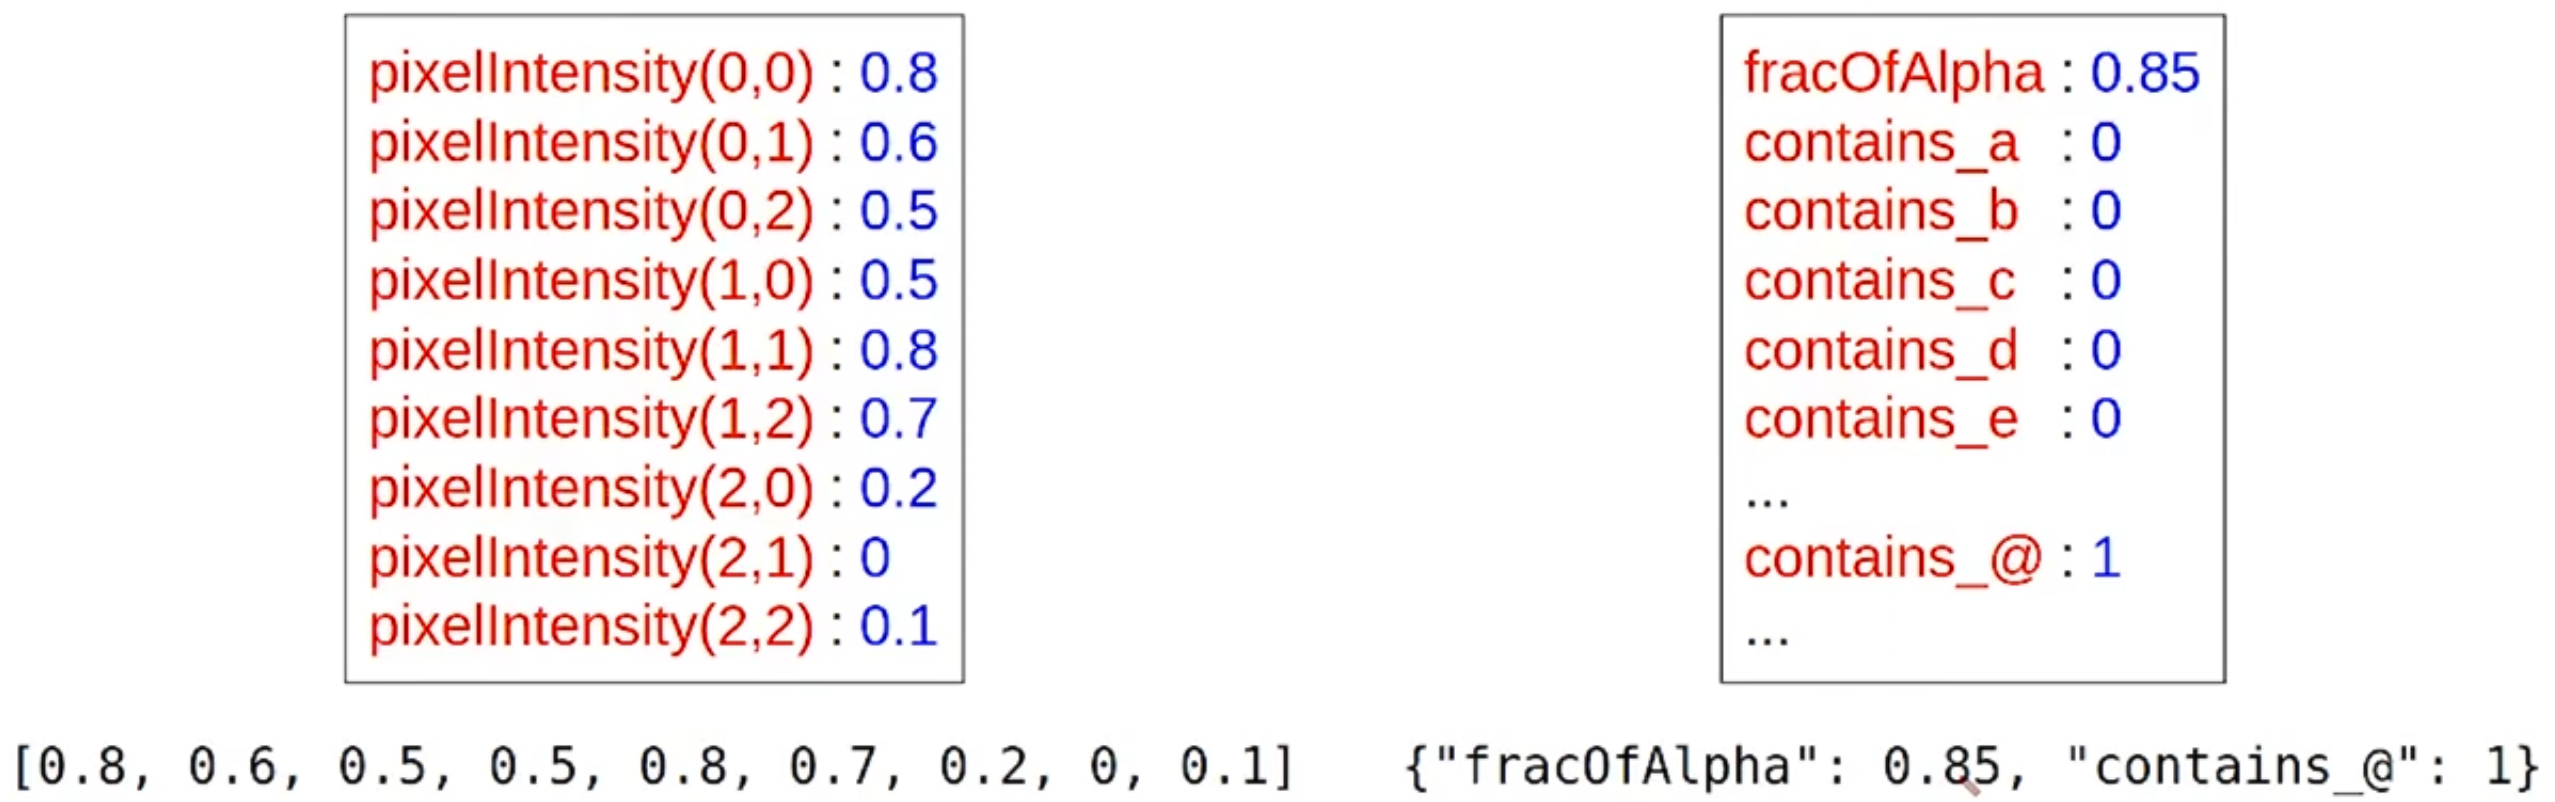 pixelIntensity(0,0) : 0.8
pixelIntensity(0,1) : 0.6
pixelIntensity(0,2) : 0.5
pixelIntensity(1,0) : 0.5
pixelIntensity(1,1) : 0.8
pixelIntensity(1,2) : 0.7
pixelIntensity(2,0) : 0.2
pixelIntensity(2,1) : 0
pixelIntensity(2,2) : 0.1
[0.8, 0.6, 0.5, 0.5, 0.8, 0.7, 0.2, 0, 0.1]
fracOfAlpha : 0.85
contains_a : 0
contains_b : 0
contains_c : 0
contains_d : 0
contains_e : 0
...
contains_@ : 1
...
{"fracOfAlpha": 0.85, "contains_@": 1}